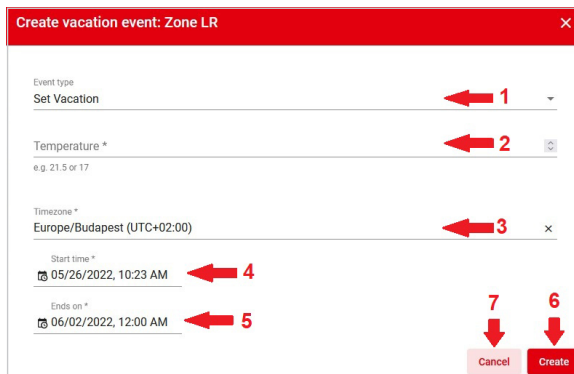 Create vacation event: Zone LR
Event type
Set Vacation
1
Temperature *
2
e.g. 21.5 or 17
Timezone *
Europe/Budapest (UTC+02:00)
3
Start time *
05/26/2022, 10:23 AM
4
Ends on *
06/02/2022, 12:00 AM
5
7
6
Cancel
Create